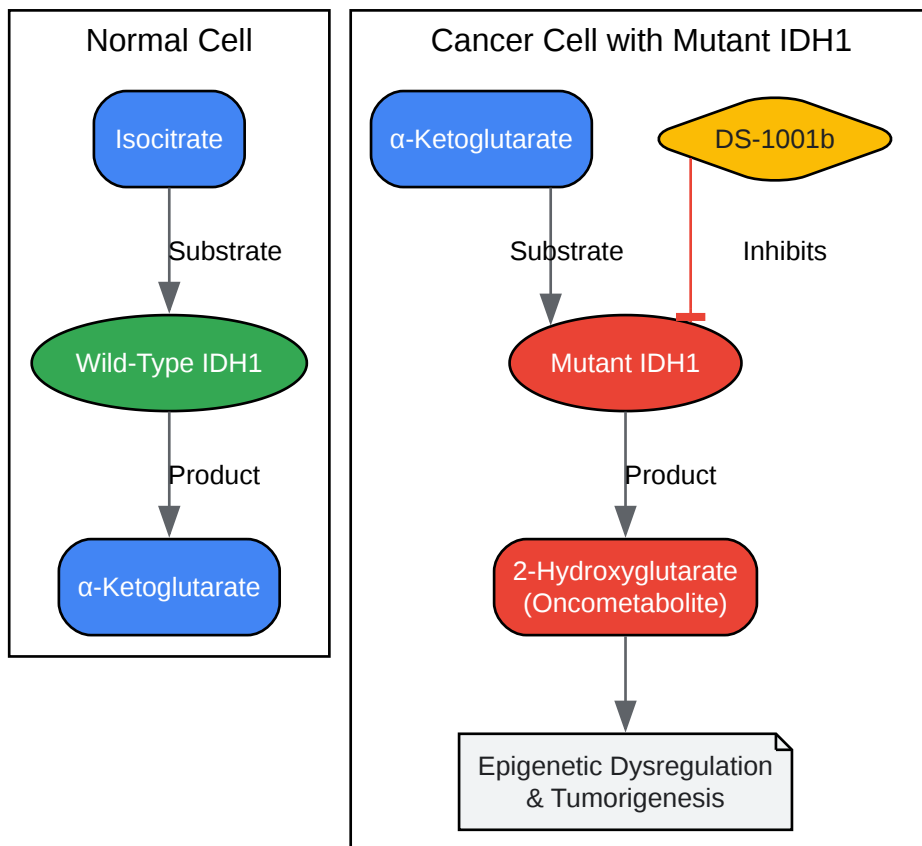 Normal Cell
Isocitrate
Substrate
Wild-Type IDH1
Product
α-Ketoglutarate
Cancer Cell with Mutant IDH1
α-Ketoglutarate
DS-1001b
Substrate
Inhibits
Mutant IDH1
Product
2-Hydroxyglutarate
(Oncometabolite)
Epigenetic Dysregulation
& Tumorigenesis